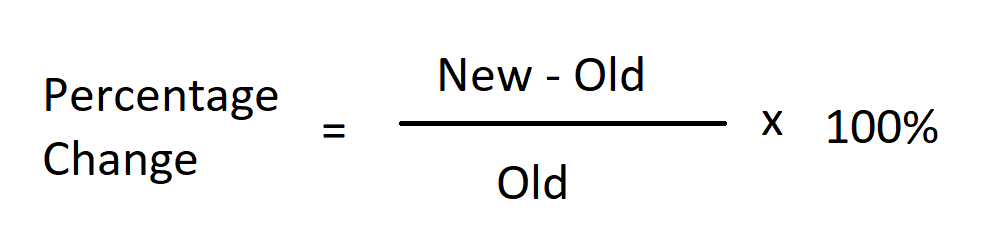 Percentage
Change
=
New - Old
Old
x
100%